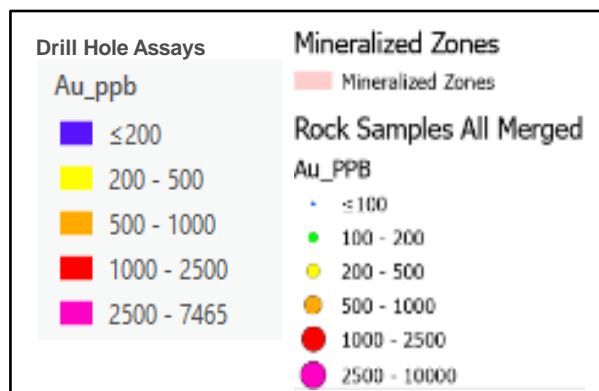 Drill Hole Assays
Au_ppb
≤200
200 - 500
500 - 1000
1000 - 2500
2500 - 7465
Mineralized Zones
Mineralized Zones
Rock Samples All Merged
Au_PPB
≤100
100 - 200
200 - 500
500 - 1000
1000 - 2500
2500 - 10000